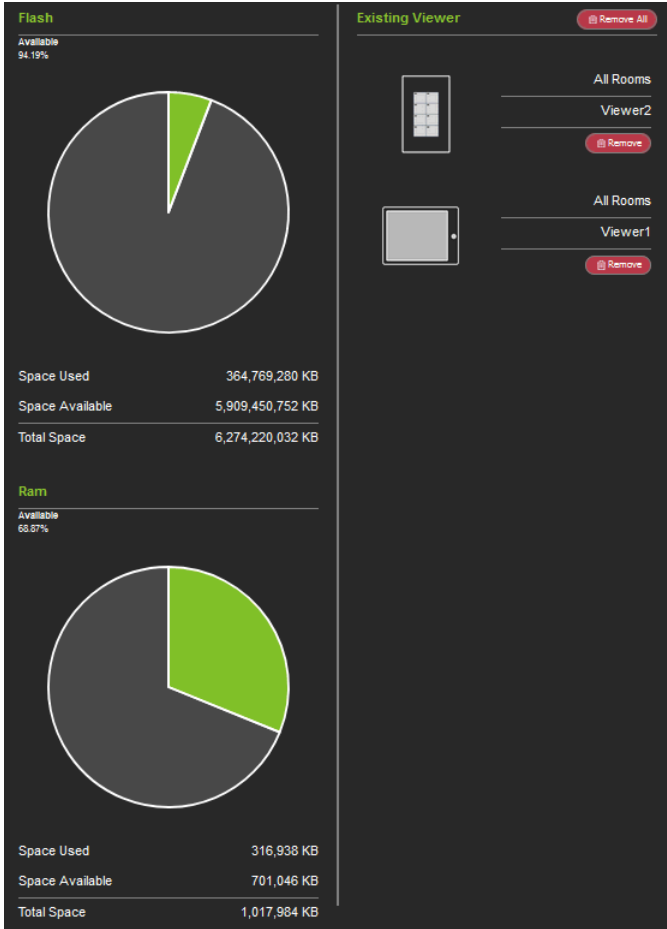 Flash
Available
94.19%
Space Used 364,769,280 KB
Space Available 5,909,450,752 KB
Total Space 6,274,220,032 KB
Ram
Available
68.87%
Space Used 316,938 KB
Space Available 701,046 KB
Total Space 1,017,984 KB
Existing Viewer Remove All
All Rooms
Viewer2
Remove
All Rooms
Viewer1
Remove